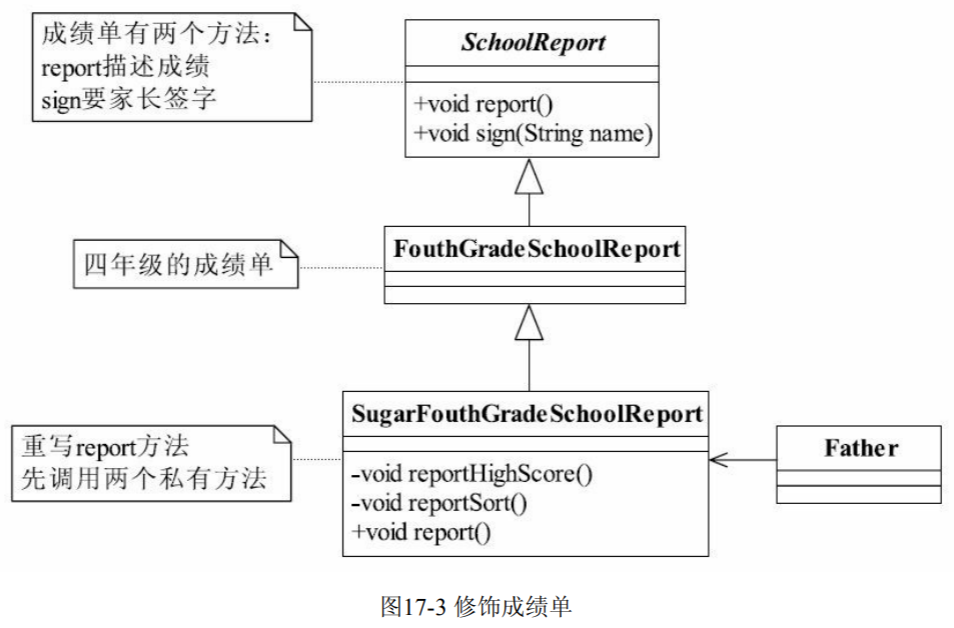 成绩单有两个方法：
report描述成绩
sign要家长签字
SchoolReport
+void report()
+void sign(String name)
四年级的成绩单
FouthGradeSchoolReport
重写report方法
先调用两个私有方法
SugarFouthGradeSchoolReport
-void reportHighScore()
-void reportSort()
+void report()
Father
图17-3 修饰成绩单